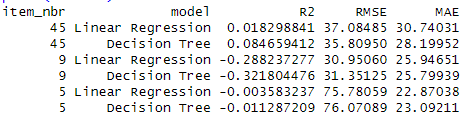 item_nbr model R2 RMSE MAE
45 Linear Regression 0.018298841 37.08485 30.74031
45 Decision Tree 0.084659412 35.80950 28.19952
9 Linear Regression -0.288237277 30.95060 25.94651
9 Decision Tree -0.321804476 31.35125 25.79939
5 Linear Regression -0.003583237 75.78059 22.87038
5 Decision Tree -0.011287209 76.07089 23.09211